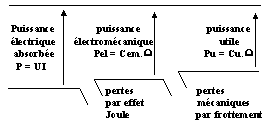 Puissance
électrique
absorbée
P = UI
puissance
électromécanique
Pel = Cem. Ω
puissance
utile
Pu = Cu. Ω
pertes
par effet
Joule
pertes
mécaniques
par frottement